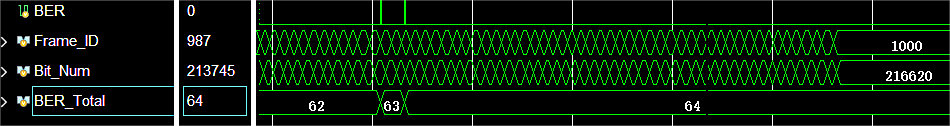 BER 0
Frame_ID 987 1000
Bit_Num 213745 216620
BER_Total 64 62 63 64